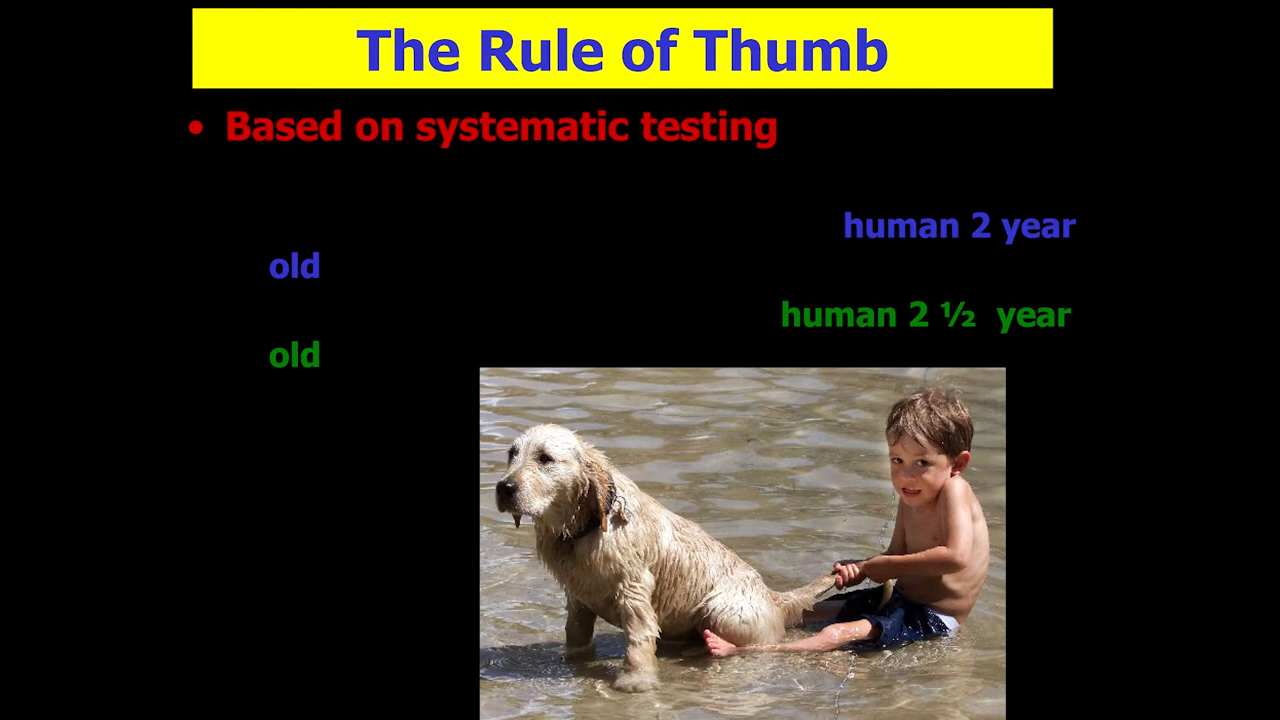 The Rule of Thumb
• Based on systematic testing
human 2 year
old
human 2 ½ year
old